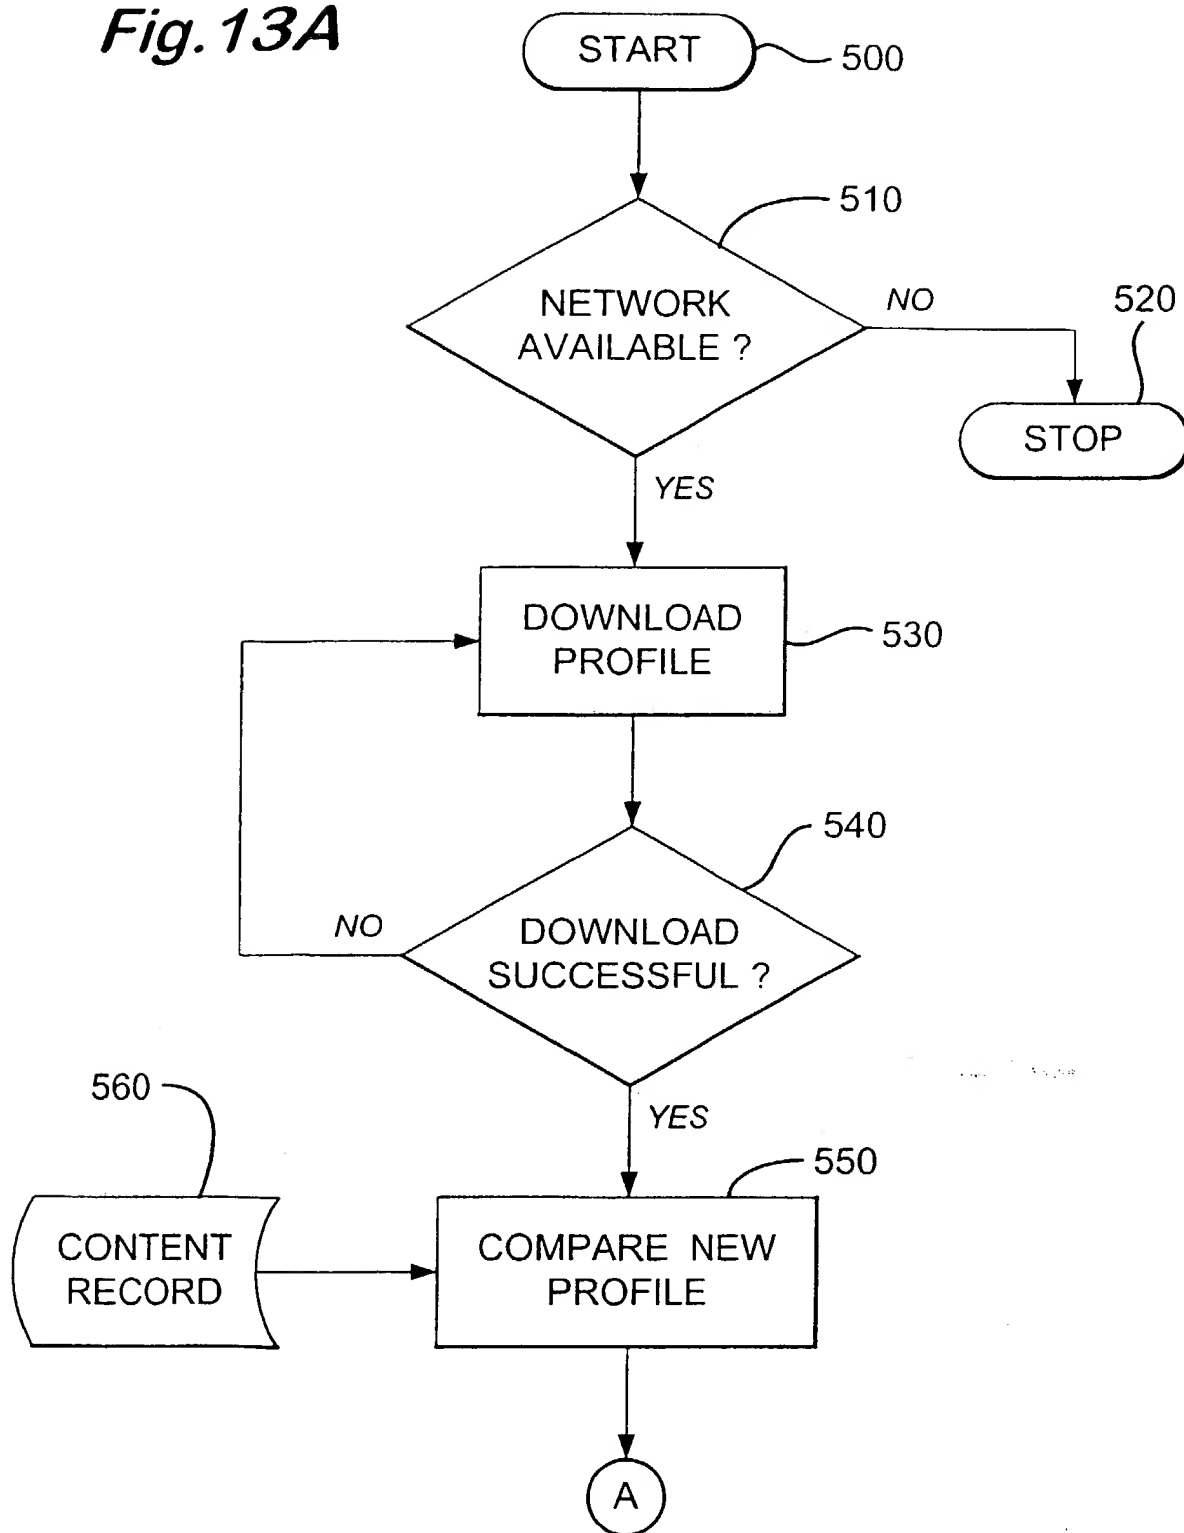 Fig.13A
START
500
510
NETWORK
AVAILABLE ?
NO
520
STOP
YES
DOWNLOAD
PROFILE
530
540
NO
DOWNLOAD
SUCCESSFUL ?
560
YES
550
CONTENT
RECORD
COMPARE NEW
PROFILE
A